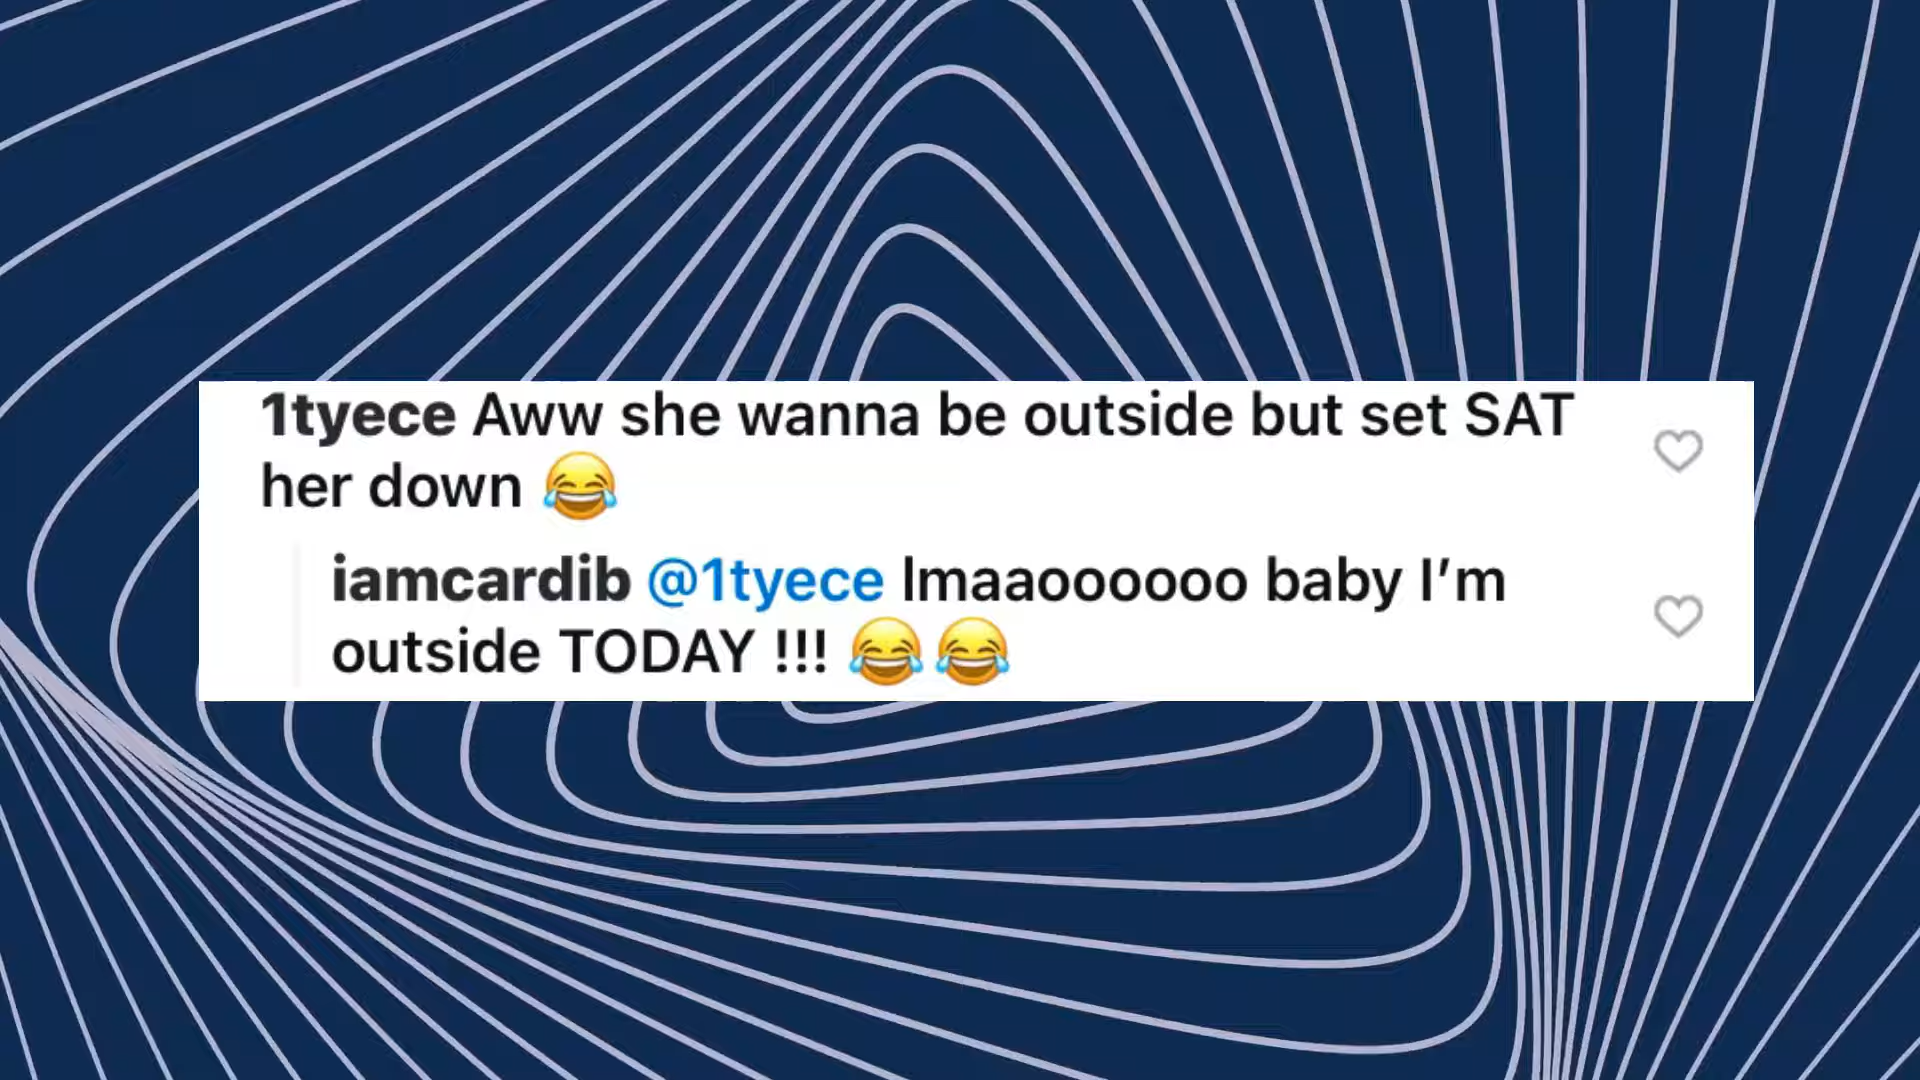 1tyece Aww she wanna be outside but set SAT
her down 😂
iamcardib @1tyece lmaaoooooo baby I’m
outside TODAY !!! 😂😂